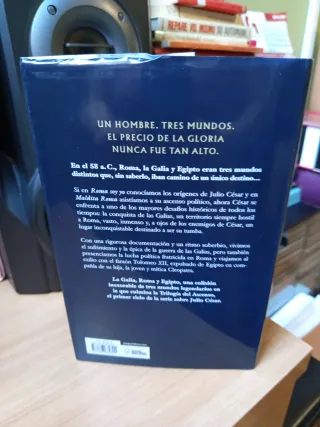 UN HOMBRE. TRES MUNDOS.
EL PRECIO DE LA GLORIA
NUNCA FUE TAN ALTO.
En el 58 a. C., Roma, la Galia y Egipto eran tres mundos
distintos que, sin saberlo, iban camino de un único destino...
Si en Roma soy yo conocíamos los orígenes de Julio César y en
Maldita Roma asistíamos a su ascenso político, ahora César se
enfrenta a uno de los mayores desafíos históricos de todos los
tiempos: la conquista de las Galias, un territorio siempre hostil
a Roma, vasto, inmenso y, a ojos de los enemigos de César, un
lugar inconquistable destinado a ser su tumba.
Con una rigurosa documentación y un ritmo soberbio, vivimos
el sufrimiento y la épica de la guerra de las Galias, pero también
presenciamos la lucha política fratricida en Roma y viajamos al
exilio con el faraón Tolomeo XII, expulsado de Egipto en com-
pañía de su hija, la joven y mítica Cleopatra.
La Galia, Roma y Egipto, una colisión
inexorable de tres mundos legendarios en
la que culmina la Trilogía del Ascenso,
el primer ciclo de la serie sobre Julio César.